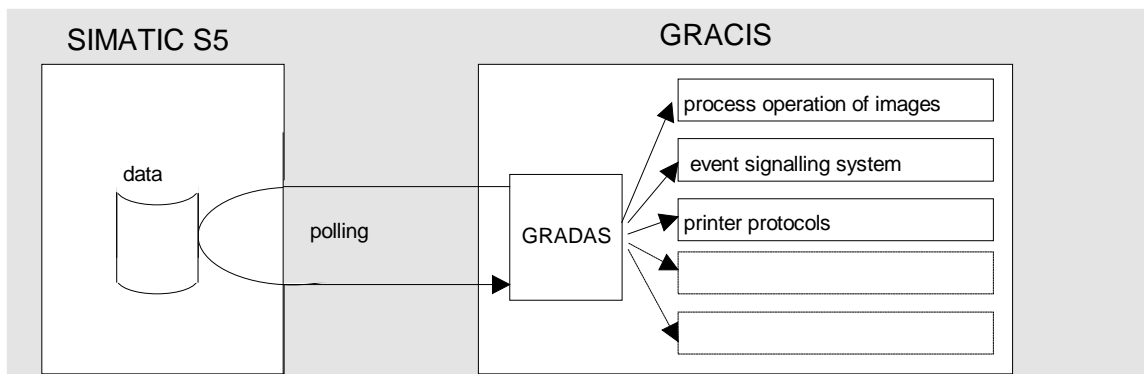 SIMATIC S5
GRACIS
process operation of images
data
event signalling system
polling
GRADAS
printer protocols